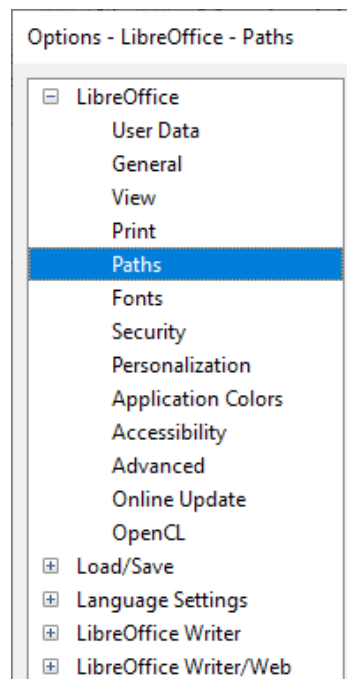 Options - LibreOffice - Paths
LibreOffice
User Data
General
View
Print
Paths
Fonts
Security
Personalization
Application Colors
Accessibility
Advanced
Online Update
OpenCL
Load/Save
Language Settings
LibreOffice Writer
LibreOffice Writer/Web